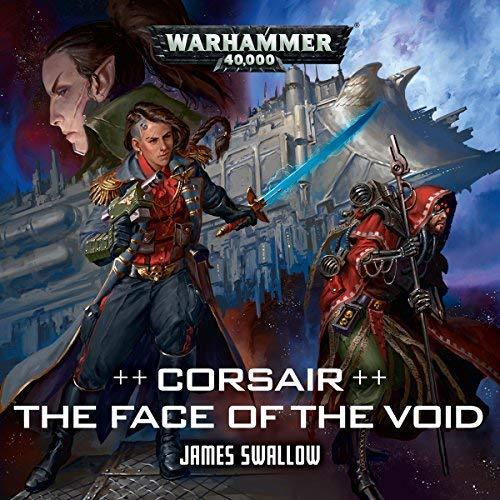 WARHAMMER®
40,000
++ CORSAIR ++
THE FACE OF THE VOID
JAMES SWALLOW